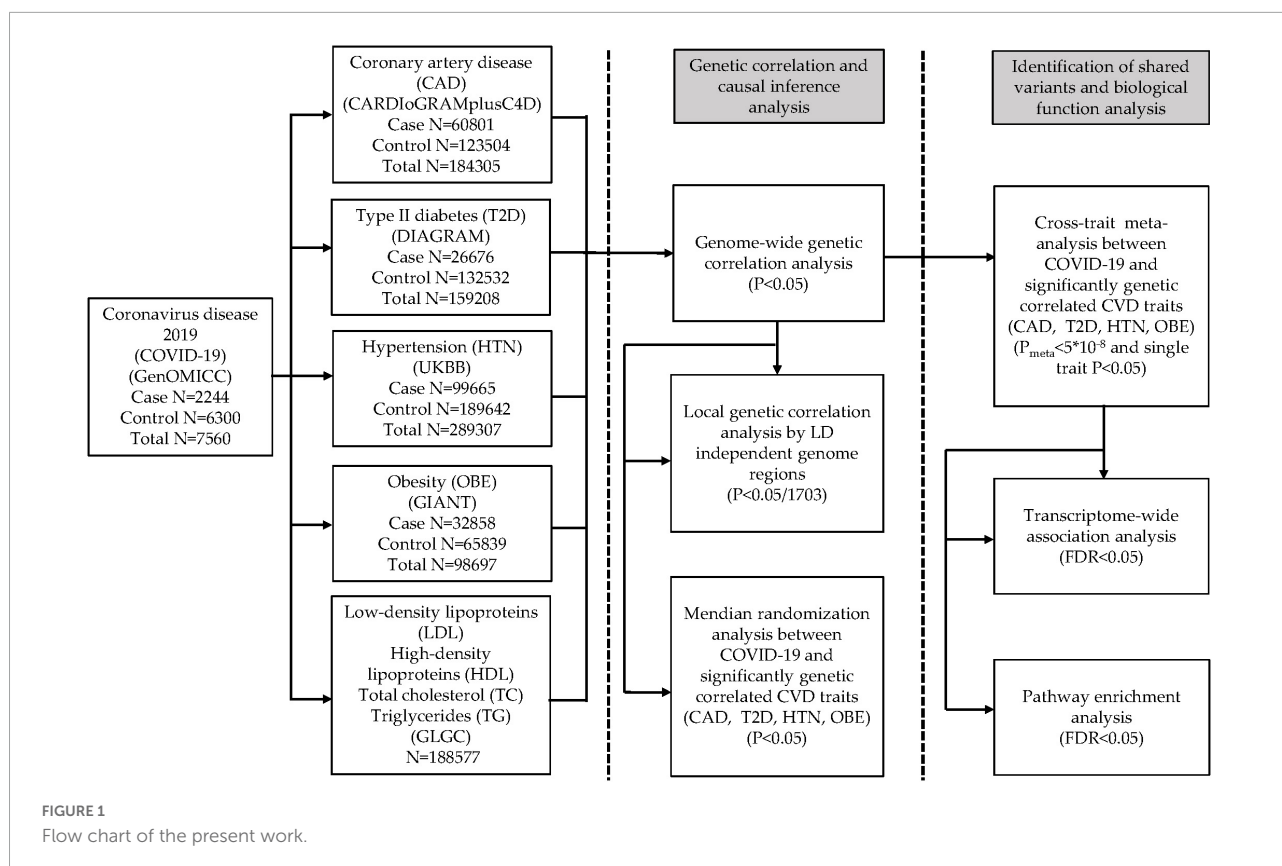 Coronavirus disease
2019
(COVID-19)
(GenOMICC)
Case N=2244
Control N=6300
Total N=7560
Coronary artery disease
(CAD)
(CARDIoGRAMplusC4D)
Case N=60801
Control N=123504
Total N=184305
Type II diabetes (T2D)
(DIAGRAM)
Case N=26676
Control N=132532
Total N=159208
Hypertension (HTN)
(UKBB)
Case N=99665
Control N=189642
Total N=289307
Obesity (OBE)
(GIANT)
Case N=32858
Control N=65839
Total N=98697
Low-density lipoproteins
(LDL)
High-density
lipoproteins (HDL)
Total cholesterol (TC)
Triglycerides (TG)
(GLGC)
N=188577
Genetic correlation and
causal inference
analysis
Genome-wide genetic
correlation analysis
(P<0.05)
Local genetic correlation
analysis by LD
independent genome
regions
(P<0.05/1703)
Mendian randomization
analysis between
COVID-19 and
significantly genetic
correlated CVD traits
(CAD, T2D, HTN, OBE)
(P<0.05)
Identification of shared
variants and biological
function analysis
Cross-trait meta-
analysis between
COVID-19 and
significantly genetic
correlated CVD traits
(CAD, T2D, HTN, OBE)
(Pmeta<5*10-8 and single
trait P<0.05)
Transcriptome-wide
association analysis
(FDR<0.05)
Pathway enrichment
analysis
(FDR<0.05)
FIGURE 1
Flow chart of the present work.